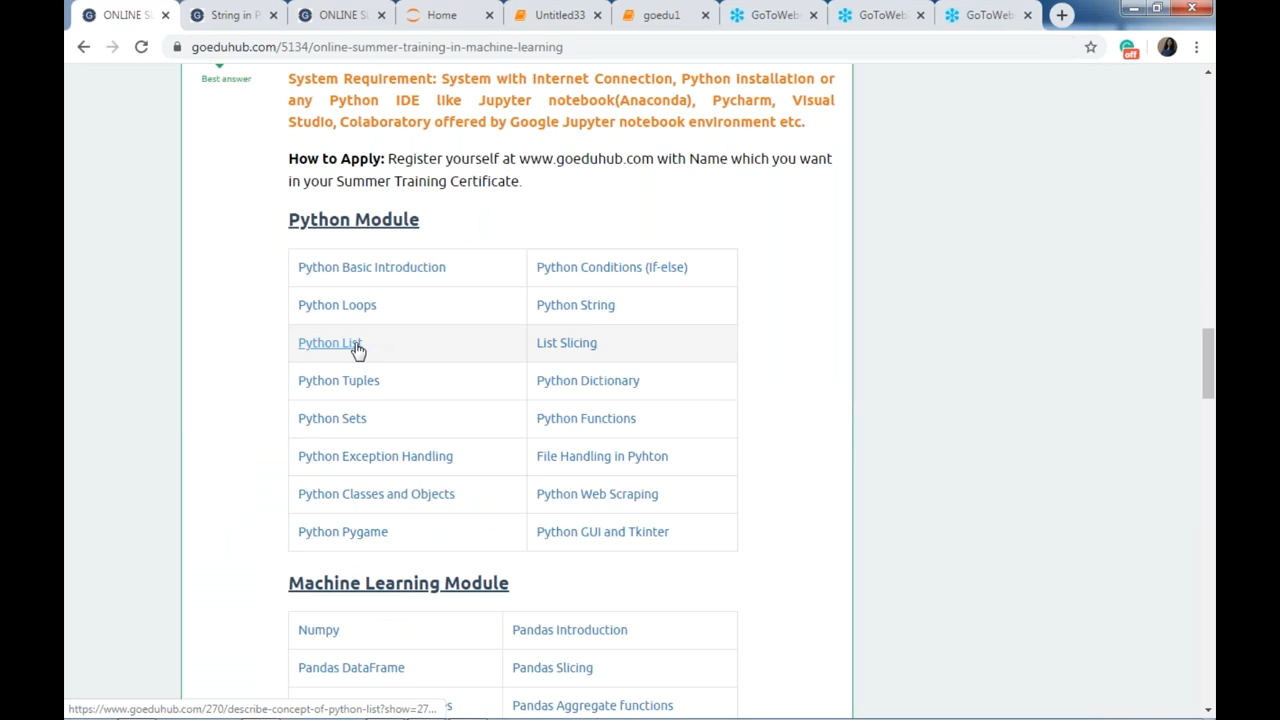 ONLINE SU
String in P
ONLINE SU
Home
Untitled33
goedu1
GoToWeb
GoToWeb
GoToWeb
goeduhub.com/5134/online-summer-training-in-machine-learning
off
Best answer
System Requirement: System with Internet Connection, Python Installation or
any Python IDE like Jupyter notebook(Anaconda), Pycharm, Visual
Studio, Colaboratory offered by Google Jupyter notebook environment etc.
How to Apply: Register yourself at www.goeduhub.com with Name which you want
in your Summer Training Certificate.
Python Module
Python Basic Introduction Python Conditions (If-else)
Python Loops Python String
Python List List Slicing
Python Tuples Python Dictionary
Python Sets Python Functions
Python Exception Handling File Handling in Pyhton
Python Classes and Objects Python Web Scraping
Python Pygame Python GUI and Tkinter
Machine Learning Module
Numpy Pandas Introduction
Pandas DataFrame Pandas Slicing
Pandas Aggregate functions
https://www.goeduhub.com/270/describe-concept-of-python-list?show=27...